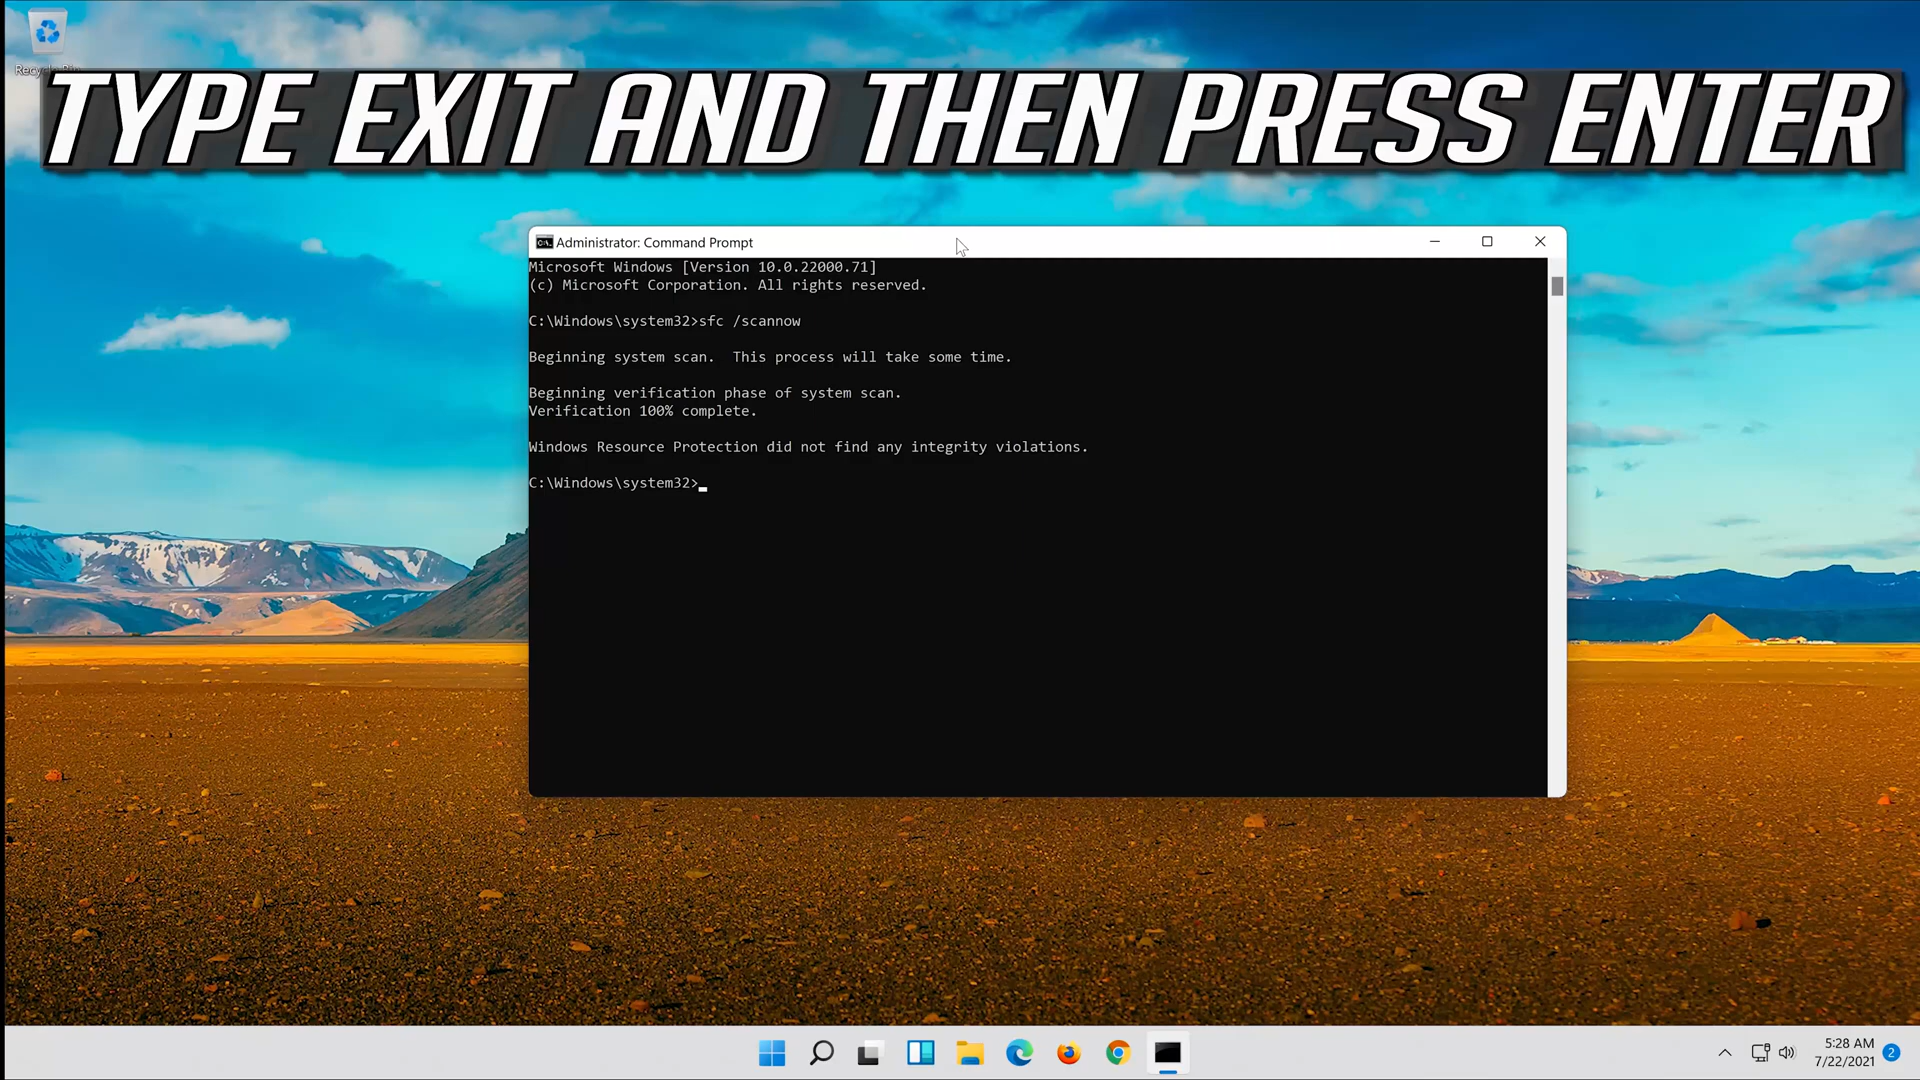 Recycle Bin
TYPE EXIT AND THEN PRESS ENTER
Administrator: Command Prompt
Microsoft Windows [Version 10.0.22000.71]
(c) Microsoft Corporation. All rights reserved.
C:\Windows\system32>sfc /scannow
Beginning system scan.  This process will take some time.
Beginning verification phase of system scan.
Verification 100% complete.
Windows Resource Protection did not find any integrity violations.
C:\Windows\system32>
5:28 AM
7/22/2021
2